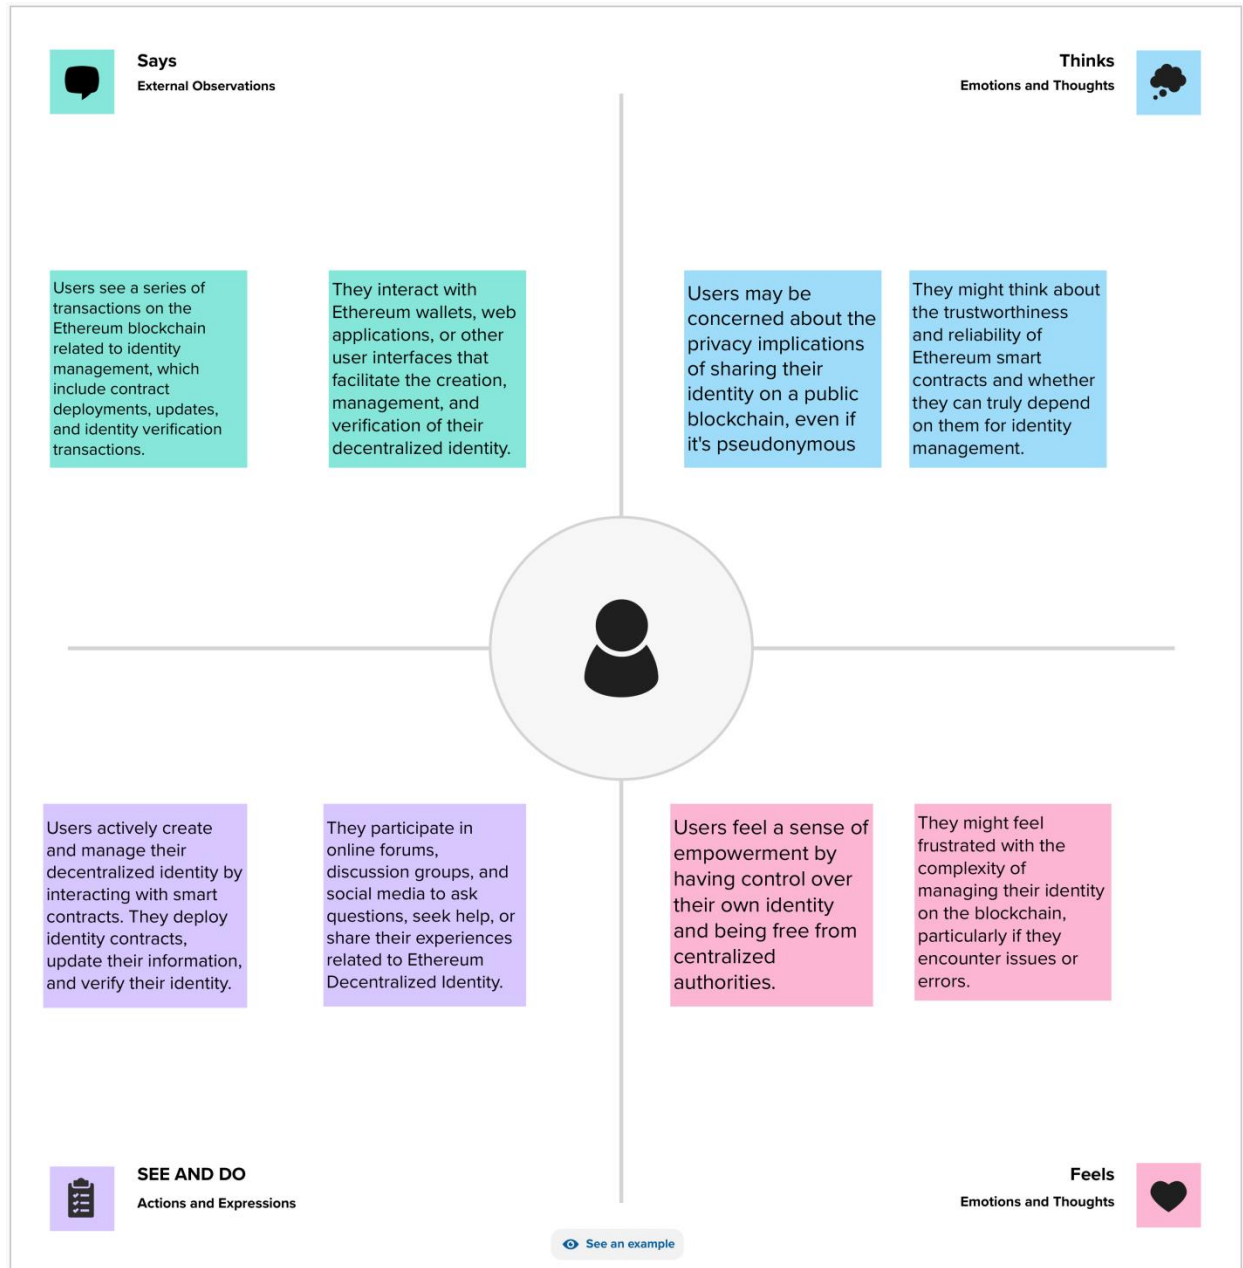 Says
External Observations
Thinks
Emotions and Thoughts
Users see a series of
transactions on the
Ethereum blockchain
related to identity
management, which
include contract
deployments, updates,
and identity verification
transactions.
They interact with
Ethereum wallets, web
applications, or other
user interfaces that
facilitate the creation,
management, and
verification of their
decentralized identity.
Users may be
concerned about the
privacy implications
of sharing their
identity on a public
blockchain, even if
it's pseudonymous
They might think about
the trustworthiness
and reliability of
Ethereum smart
contracts and whether
they can truly depend
on them for identity
management.
Users actively create
and manage their
decentralized identity by
interacting with smart
contracts. They deploy
identity contracts,
update their information,
and verify their identity.
They participate in
online forums,
discussion groups, and
social media to ask
questions, seek help, or
share their experiences
related to Ethereum
Decentralized Identity.
Users feel a sense of
empowerment by
having control over
their own identity
and being free from
centralized
authorities.
They might feel
frustrated with the
complexity of
managing their identity
on the blockchain,
particularly if they
encounter issues or
errors.
SEE AND DO
Actions and Expressions
Feels
Emotions and Thoughts
See an example